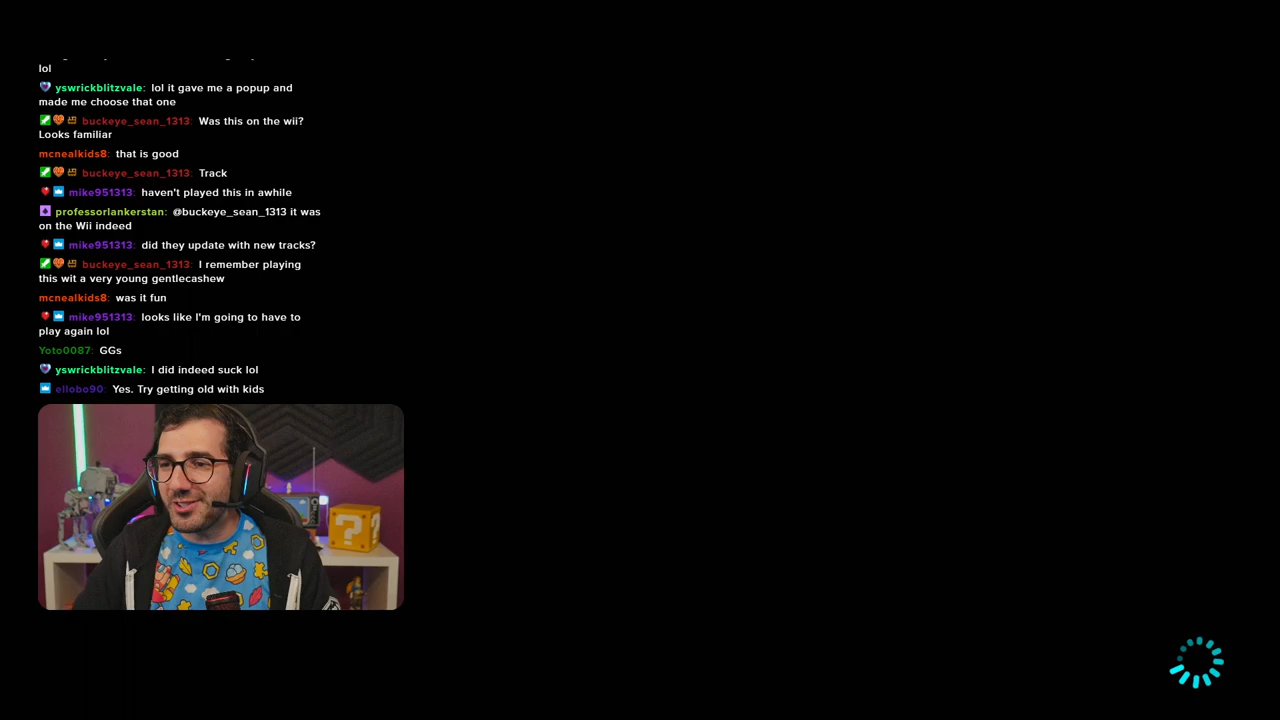 lol
yswrickblitzvale: lol it gave me a popup and
made me choose that one
buckeye_sean_1313: Was this on the wii?
Looks familiar
mcnealkids8: that is good
buckeye_sean_1313: Track
mike951313: haven't played this in awhile
professorlankerstan: @buckeye_sean_1313 it was
on the Wii indeed
mike951313: did they update with new tracks?
buckeye_sean_1313: I remember playing
this wit a very young gentlecashew
mcnealkids8: was it fun
mike951313: looks like I'm going to have to
play again lol
Yoto0087: GGs
yswrickblitzvale: I did indeed suck lol
ellobo90: Yes. Try getting old with kids
?